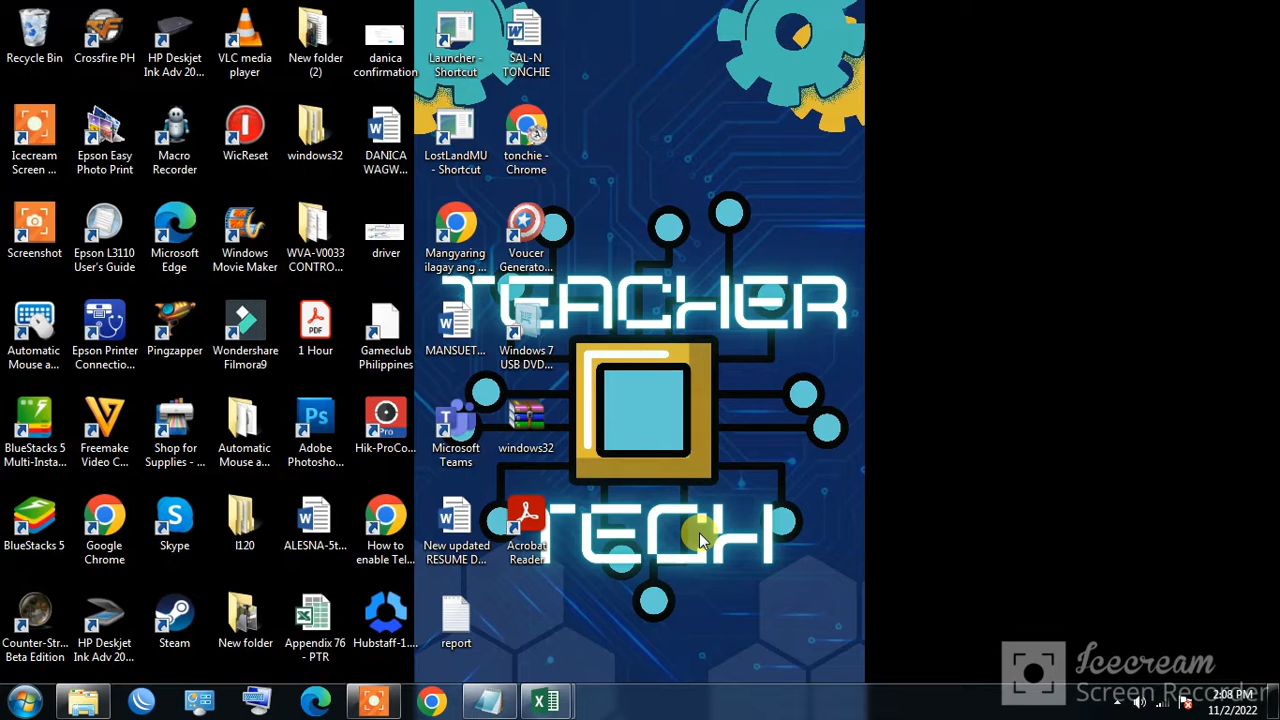 Recycle Bin
Crossfire PH
HP Deskjet
Ink Adv 20...
VLC media
player
New folder
(2)
danica
confirmation
Launcher -
Shortcut
SAL-N
TONCHIE
Icecream
Screen ...
Epson Easy
Photo Print
Macro
Recorder
WicReset
windows32
DANICA
WAGW...
LostLandMU
- Shortcut
tonchie -
Chrome
Screenshot
Epson L3110
User's Guide
Microsoft
Edge
Windows
Movie Maker
WVA-V0033
CONTRO...
driver
Mangyaring
ilagay ang ...
Voucer
Generato...
TEACHER
Automatic
Mouse a...
Epson Printer
Connectio...
Pingzapper
Wondershare
Filmora9
PDF
1 Hour
Gameclub
Philippines
MANSUET...
Windows 7
USB DVD...
BlueStacks 5
Multi-Insta...
Freemake
Video C...
Shop for
Supplies - ...
Automatic
Mouse a...
Ps
Adobe
Photosho...
Pro
Hik-ProCo...
Microsoft
Teams
windows32
TECH
BlueStacks 5
Google
Chrome
Skype
l120
ALESNA-5t...
How to
enable Tel...
New updated
RESUME D...
Acrobat
Reader
Counter-Str...
Beta Edition
HP Deskjet
Ink Adv 20...
Steam
New folder
Appendix 76
- PTR
Hubstaff-1....
report
Icecream
Screen Recorder
2:08 PM
11/2/2022